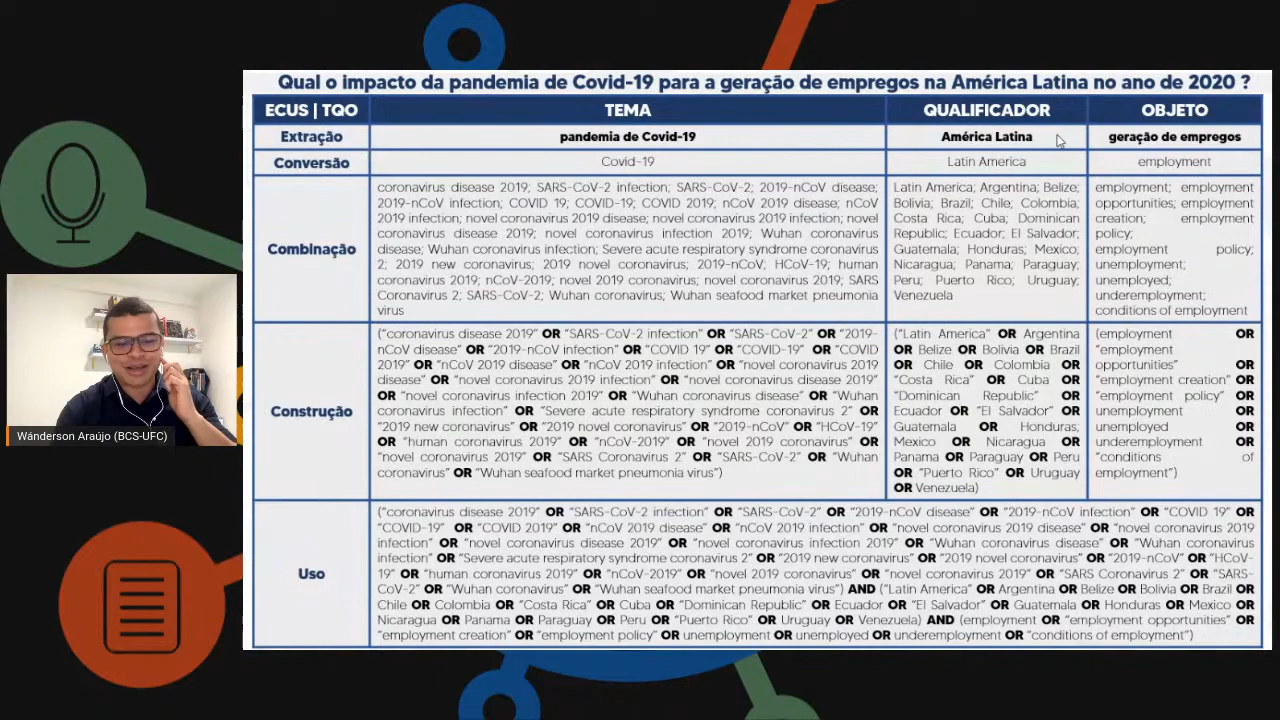 Qual o impacto da pandemia de Covid-19 para a geração de empregos na América Latina no ano de 2020 ?
ECUS | TQO
TEMA
QUALIFICADOR
OBJETO
Extração
pandemia de Covid-19
América Latina
geração de empregos
Conversão
Covid-19
Latin America
employment
Combinação
coronavirus disease 2019; SARS-CoV-2 infection; SARS-CoV-2; 2019-nCoV disease;
2019-nCoV infection; COVID 19; COVID-19; COVID 2019; nCoV 2019 disease; nCoV
2019 infection; novel coronavirus 2019 disease; novel coronavirus 2019 infection; novel
coronavirus disease 2019; novel coronavirus infection 2019; Wuhan coronavirus
disease; Wuhan coronavirus infection; Severe acute respiratory syndrome coronavirus
2; 2019 new coronavirus; 2019 novel coronavirus; 2019-nCoV; HCoV-19; human
coronavirus 2019; nCoV-2019; novel 2019 coronavirus; novel coronavirus 2019; SARS
Coronavirus 2; SARS-CoV-2; Wuhan coronavirus; Wuhan seafood market pneumonia
virus
Latin America; Argentina; Belize;
Bolivia; Brazil; Chile; Colombia;
Costa Rica; Cuba; Dominican
Republic; Ecuador; El Salvador;
Guatemala; Honduras; Mexico;
Nicaragua; Panama; Paraguay;
Peru; Puerto Rico; Uruguay;
Venezuela
employment; employment
opportunities; employment
creation; employment
policy;
employment policy;
unemployment;
unemployed;
underemployment;
conditions of employment
Construção
("coronavirus disease 2019" OR "SARS-CoV-2 infection" OR "SARS-CoV-2" OR "2019-
nCoV disease" OR "2019-nCoV infection" OR "COVID 19" OR "COVID-19" OR "COVID
2019" OR "nCoV 2019 disease" OR "nCoV 2019 infection" OR "novel coronavirus 2019
disease" OR "novel coronavirus 2019 infection" OR "novel coronavirus disease 2019"
OR "novel coronavirus infection 2019" OR "Wuhan coronavirus disease" OR "Wuhan
coronavirus infection" OR "Severe acute respiratory syndrome coronavirus 2" OR
"2019 new coronavirus" OR "2019 novel coronavirus" OR "2019-nCoV" OR "HCoV-19"
OR "human coronavirus 2019" OR "nCoV-2019" OR "novel 2019 coronavirus" OR
"novel coronavirus 2019" OR "SARS Coronavirus 2" OR "SARS-CoV-2" OR "Wuhan
coronavirus" OR "Wuhan seafood market pneumonia virus")
("Latin America" OR Argentina
OR Belize OR Bolivia OR Brazil
OR Chile OR Colombia OR
"Costa Rica" OR Cuba OR
"Dominican Republic" OR
Ecuador OR "El Salvador" OR
Guatemala OR Honduras;
Mexico OR Nicaragua OR
Panama OR Paraguay OR Peru
OR "Puerto Rico" OR Uruguay
OR Venezuela)
(employment OR
"employment
opportunities" OR
"employment creation" OR
"employment policy" OR
unemployment OR
unemployed OR
underemployment OR
"conditions of
employment")
Uso
("coronavirus disease 2019" OR "SARS-CoV-2 infection" OR "SARS-CoV-2" OR "2019-nCoV disease" OR "2019-nCoV infection" OR "COVID 19" OR
"COVID-19" OR "COVID 2019" OR "nCoV 2019 disease" OR "nCoV 2019 infection" OR "novel coronavirus 2019 disease" OR "novel coronavirus 2019
infection" OR "novel coronavirus disease 2019" OR "novel coronavirus infection 2019" OR "Wuhan coronavirus disease" OR "Wuhan coronavirus
infection" OR "Severe acute respiratory syndrome coronavirus 2" OR "2019 new coronavirus" OR "2019 novel coronavirus" OR "2019-nCoV" OR "HCoV-
19" OR "human coronavirus 2019" OR "nCoV-2019" OR "novel 2019 coronavirus" OR "novel coronavirus 2019" OR "SARS Coronavirus 2" OR "SARS-
CoV-2" OR "Wuhan coronavirus" OR "Wuhan seafood market pneumonia virus") AND ("Latin America" OR Argentina OR Belize OR Bolivia OR Brazil OR
Chile OR Colombia OR "Costa Rica" OR Cuba OR "Dominican Republic" OR Ecuador OR "El Salvador" OR Guatemala OR Honduras OR Mexico OR
Nicaragua OR Panama OR Paraguay OR Peru OR "Puerto Rico" OR Uruguay OR Venezuela) AND (employment OR "employment opportunities" OR
"employment creation" OR "employment policy" OR unemployment OR unemployed OR underemployment OR "conditions of employment")
Wánderson Araújo (BCS-UFC)